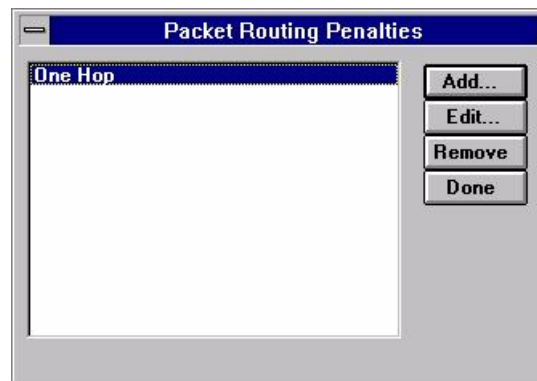 Packet Routing Penalties
One Hop
Add...
Edit...
Remove
Done